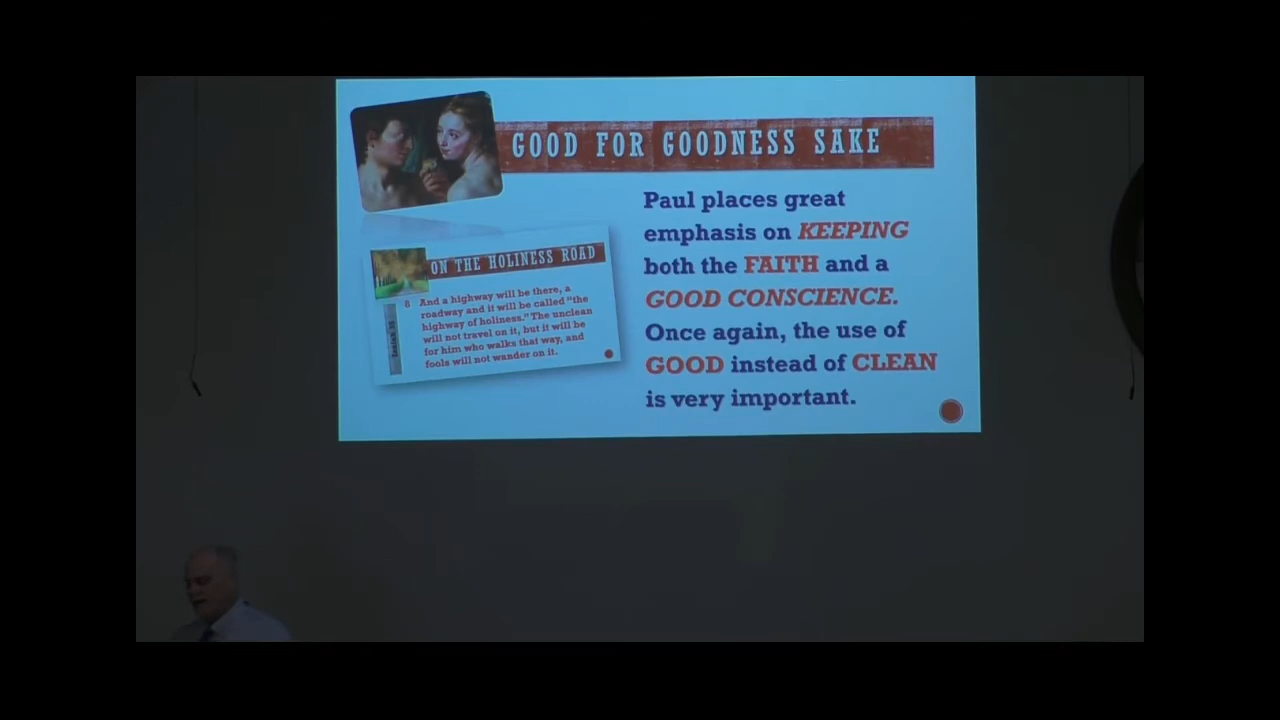 GOOD FOR GOODNESS SAKE
Paul places great
emphasis on KEEPING
both the FAITH and a
GOOD CONSCIENCE.
Once again, the use of
GOOD instead of CLEAN
is very important.
ON THE HOLINESS ROAD
Isaiah 35
8 And a highway will be there, a
roadway and it will be called "the
highway of holiness." The unclean
will not travel on it, but it will be
for him who walks that way, and
fools will not wander on it.